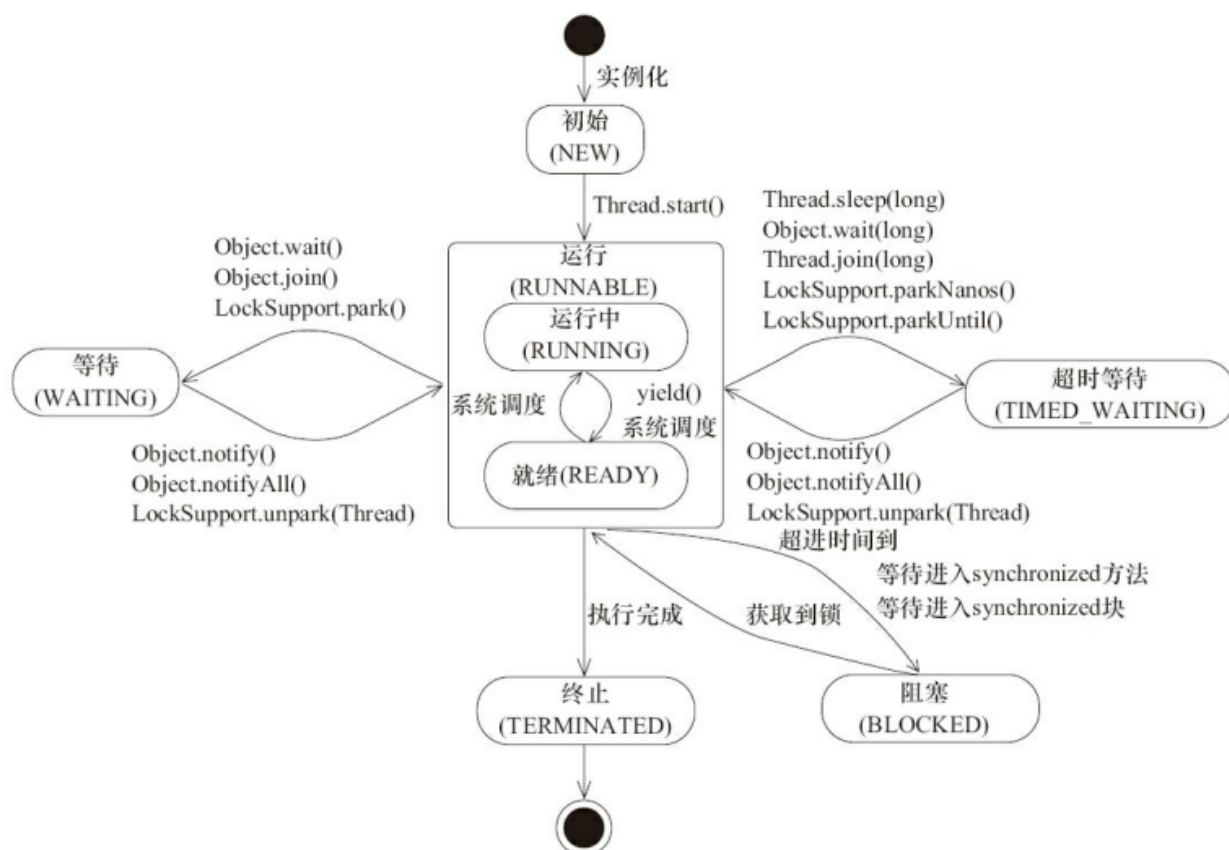 实例化
初始
(NEW)
Thread.start()
Object.wait()
Object.join()
LockSupport.park()
等待
(WAITING)
Object.notify()
Object.notifyAll()
LockSupport.unpark(Thread)
运行
(RUNNABLE)
运行中
(RUNNING)
系统调度
yield()
系统调度
就绪(READY)
Thread.sleep(long)
Object.wait(long)
Thread.join(long)
LockSupport.parkNanos()
LockSupport.parkUntil()
超时等待
(TIMED_WAITING)
Object.notify()
Object.notifyAll()
LockSupport.unpark(Thread)
超进时间到
等待进入synchronized方法
等待进入synchronized块
获取到锁
执行完成
终止
(TERMINATED)
阻塞
(BLOCKED)